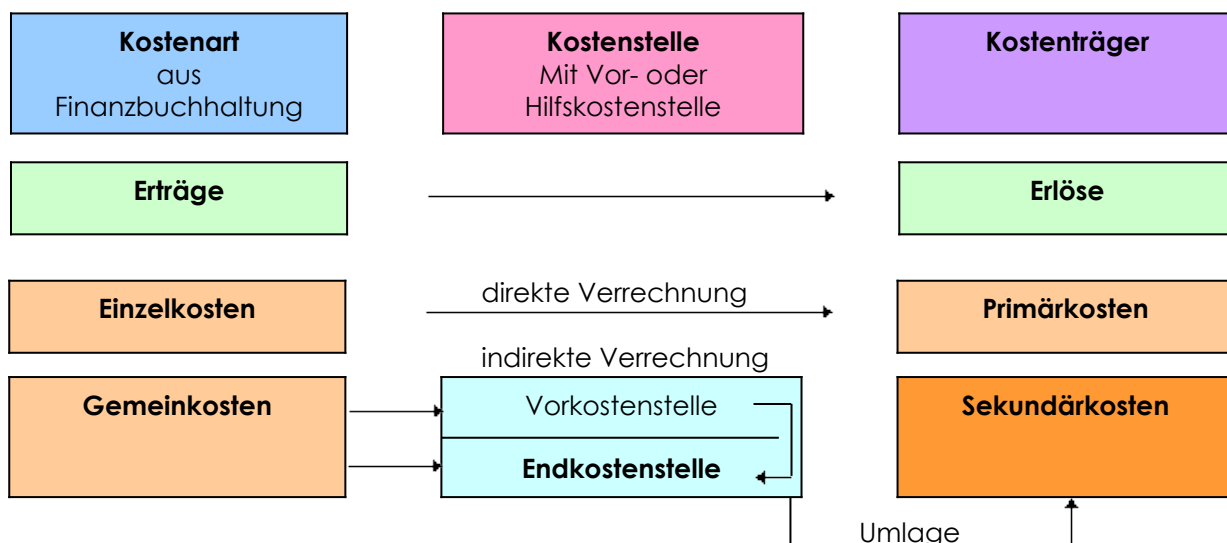 Kostenart
aus
Finanzbuchhaltung
Kostenstelle
Mit Vor- oder
Hilfskostenstelle
Kostenträger
Erträge
Erlöse
Einzelkosten
direkte Verrechnung
Primärkosten
indirekte Verrechnung
Gemeinkosten
Vorkostenstelle
Sekundärkosten
Endkostenstelle
Umlage